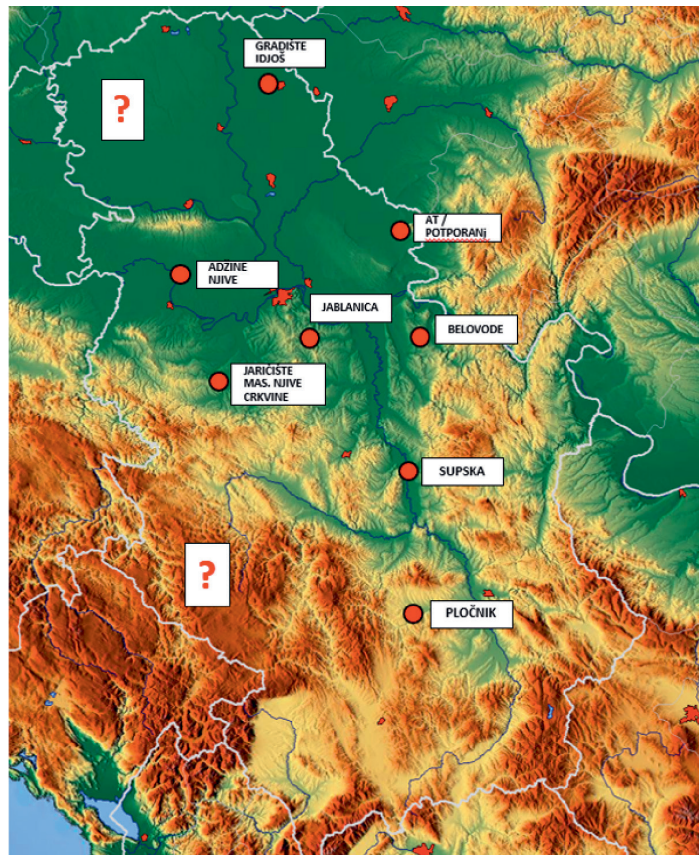 GRADIŠTE
IDJOŠ
?
AT /
POTPORANj
ADZINE
NJIVE
JABLANICA
BELOVODE
JARIČIŠTE
MAS. NJIVE
CRKVINE
SUPSKA
?
PLOČNIK